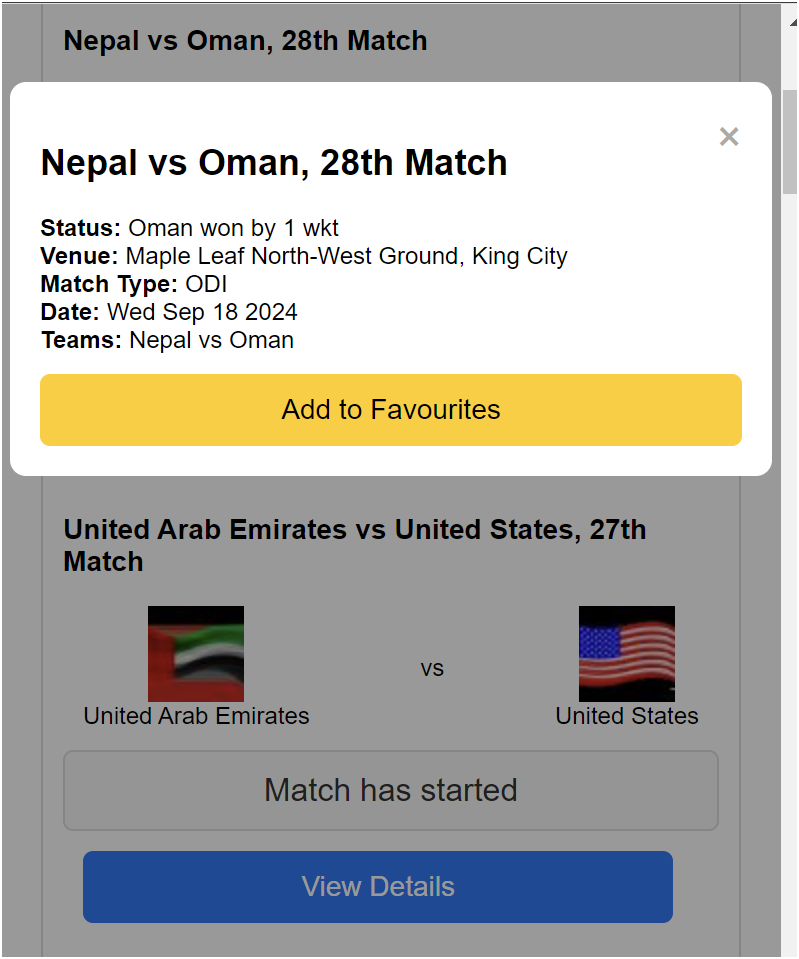 Nepal vs Oman, 28th Match
×
Nepal vs Oman, 28th Match
Status: Oman won by 1 wkt
Venue: Maple Leaf North-West Ground, King City
Match Type: ODI
Date: Wed Sep 18 2024
Teams: Nepal vs Oman
Add to Favourites
United Arab Emirates vs United States, 27th
Match
vs
United Arab Emirates
United States
Match has started
View Details